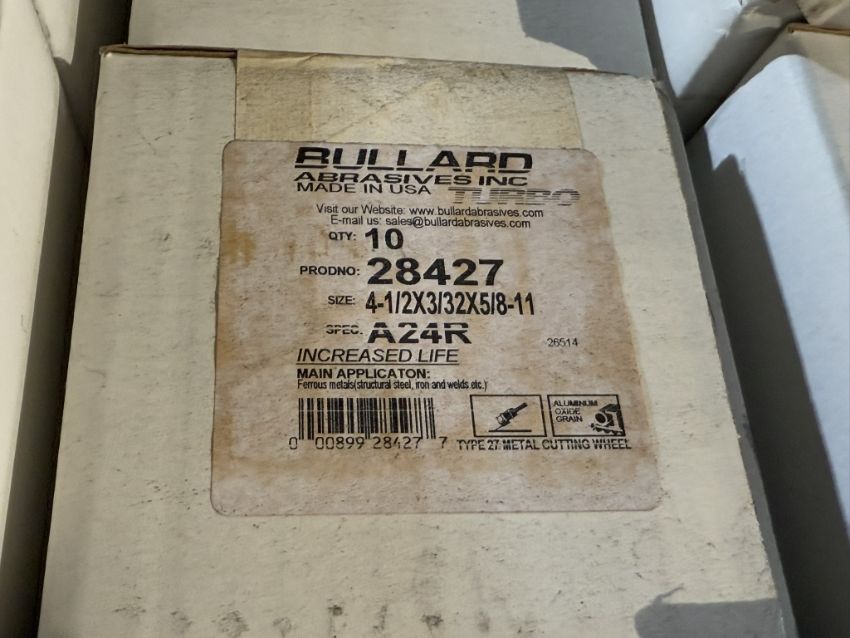 BULLARD
ABRASIVES INC
MADE IN USA TURBO
Visit our Website: www.bullardabrasives.com
E-mail us: sales@bullardabrasives.com
QTY: 10
PRODNO: 28427
SIZE: 4-1/2X3/32X5/8-11
SPEC. A24R
26514
INCREASED LIFE
MAIN APPLICATON:
Ferrous metals(structural steel, iron and welds etc.)
ALUMINUM
OXIDE
GRAIN
0 00899 28427 7
TYPE 27 METAL CUTTING WHEEL